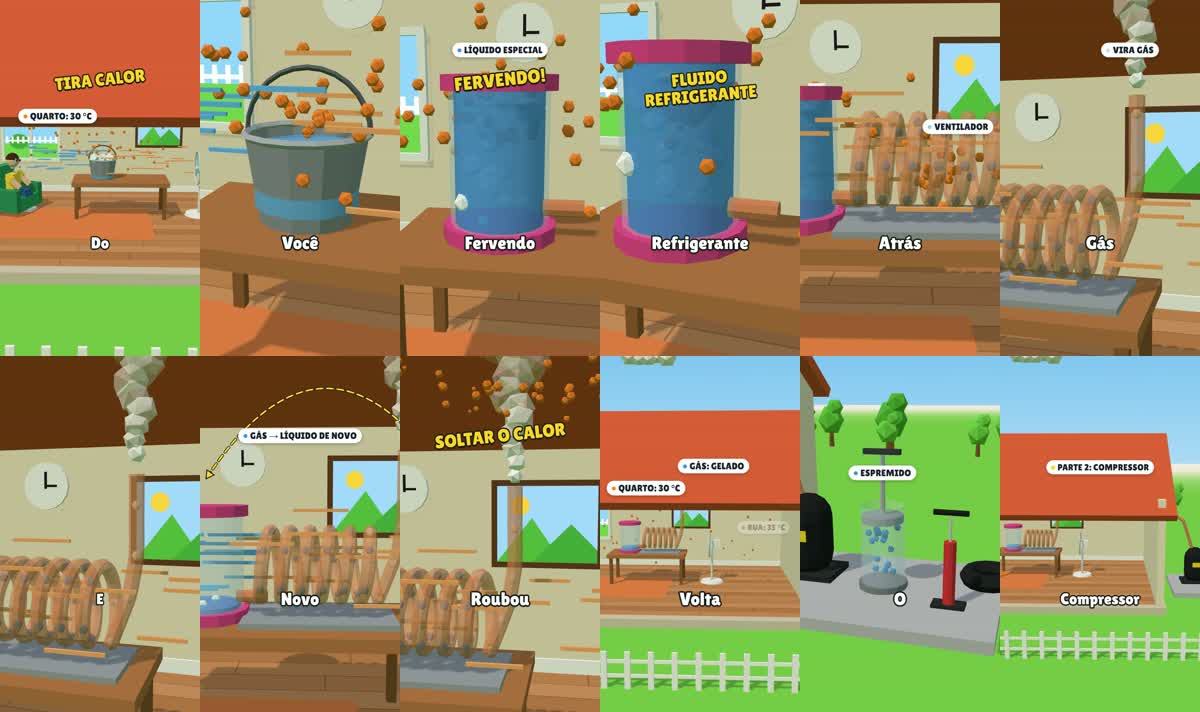 TIRA CALOR
QUARTO: 30 °C
Do
Você
LÍQUIDO ESPECIAL
FERVENDO!
Fervendo
FLUIDO
REFRIGERANTE
Refrigerante
VENTILADOR
Atrás
VIRA GÁS
Gás
E
GÁS → LÍQUIDO DE NOVO
Novo
SOLTAR O CALOR
Roubou
GÁS: GELADO
QUARTO: 30 °C
RUA: 35 °C
Volta
ESPREMIDO
O
PARTE 2: COMPRESSOR
Compressor